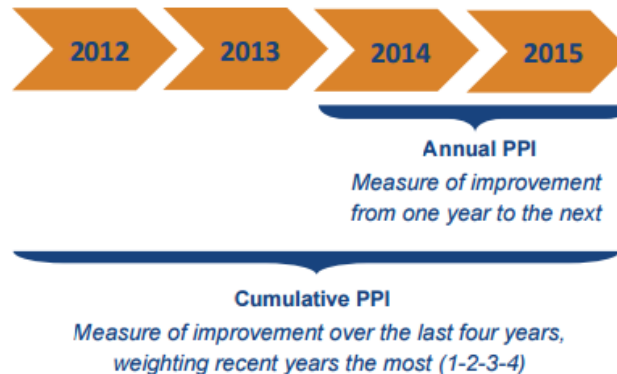 2012 2013 2014 2015
Annual PPI
Measure of improvement
from one year to the next
Cumulative PPI
Measure of improvement over the last four years,
weighting recent years the most (1-2-3-4)